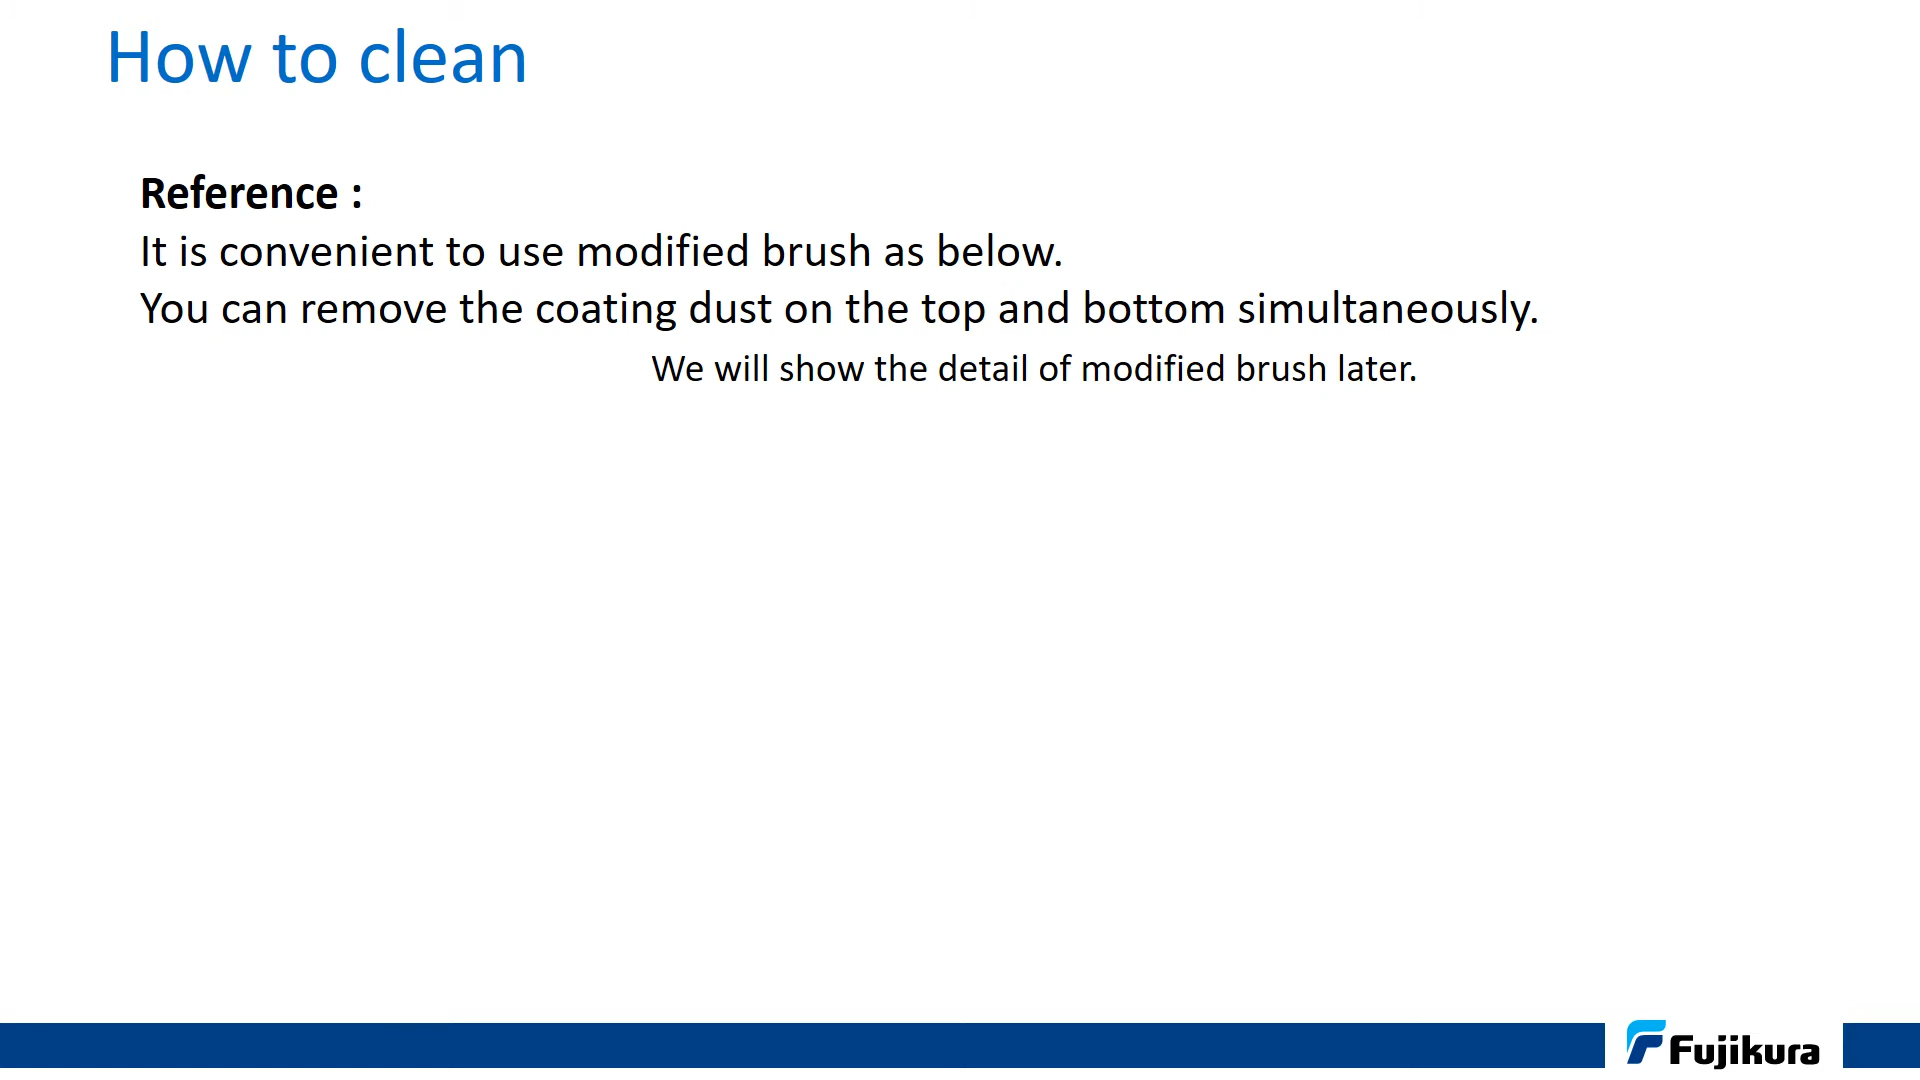 How to clean
Reference :
It is convenient to use modified brush as below.
You can remove the coating dust on the top and bottom simultaneously.
We will show the detail of modified brush later.
Fujikura